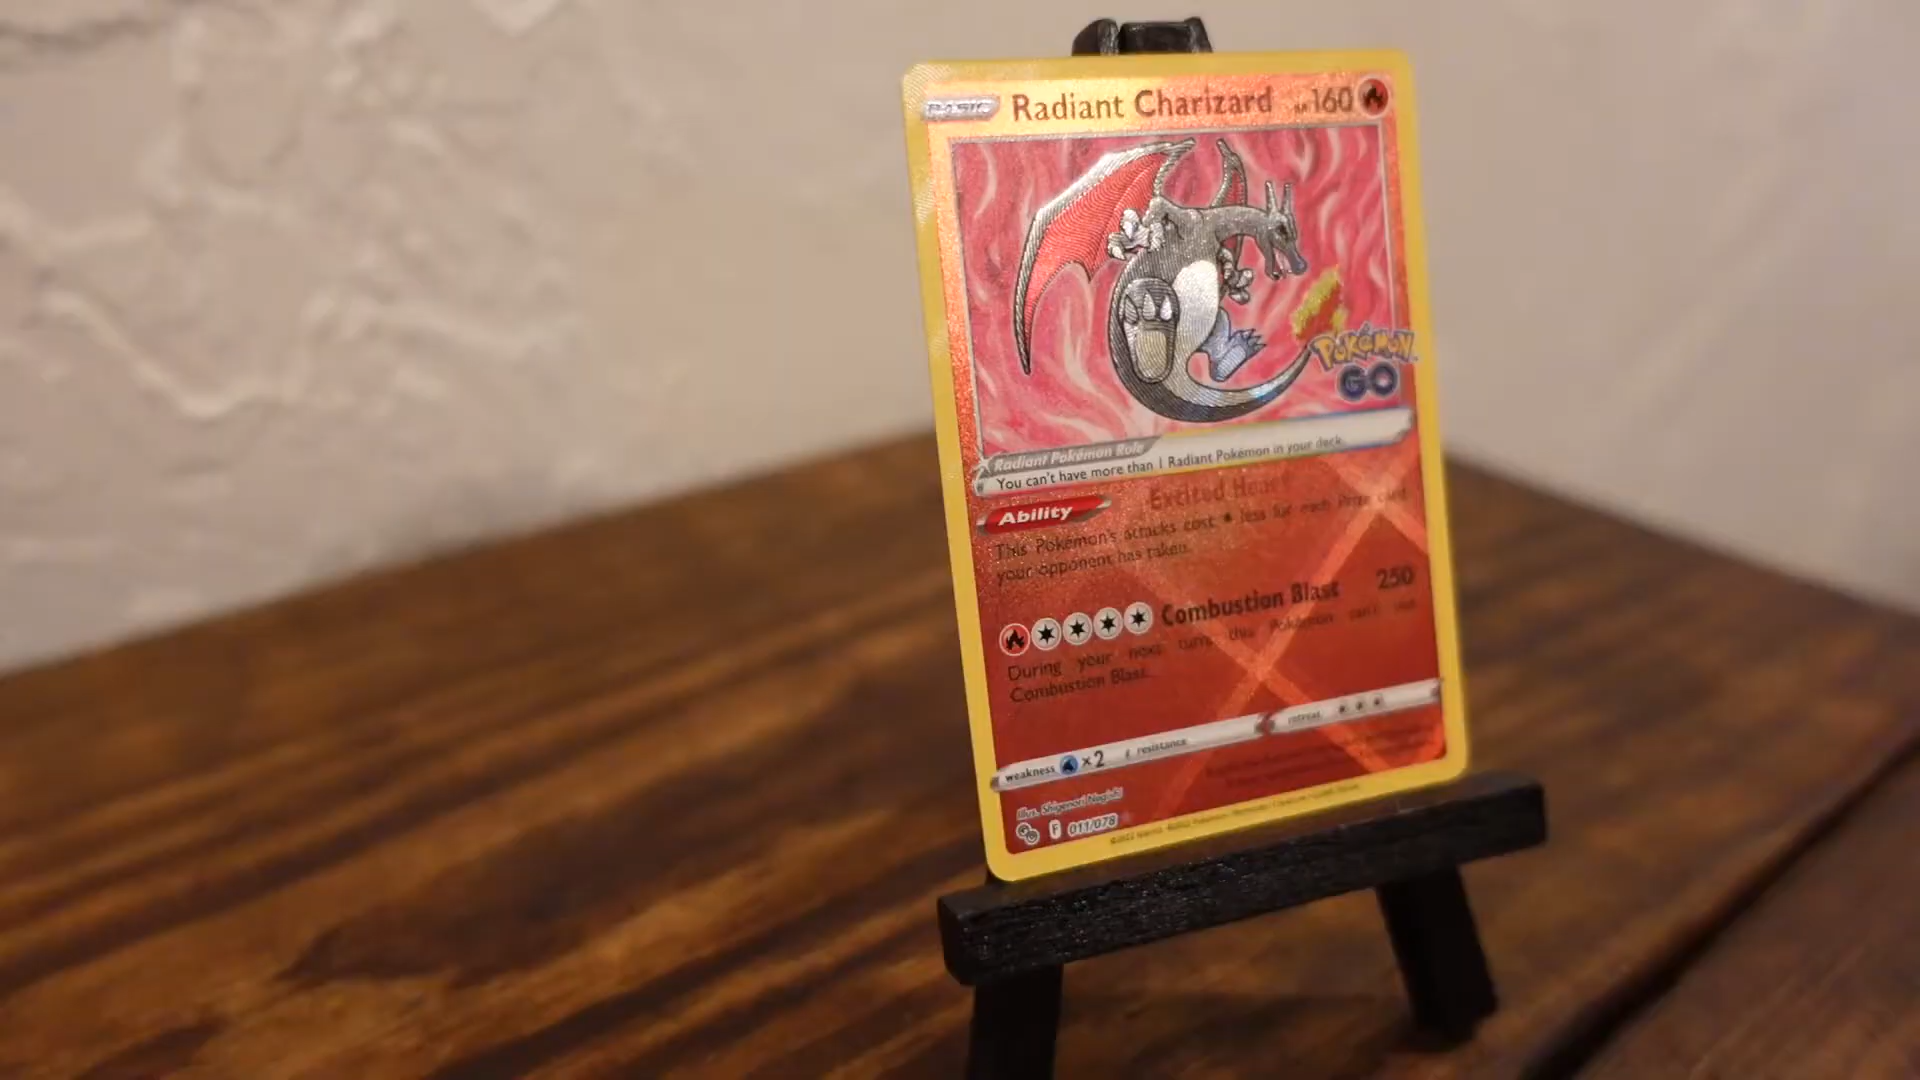 BASIC Radiant Charizard HP160
POKÉMON
GO
Radiant Pokémon Rule
You can't have more than 1 Radiant Pokémon in your deck.
Ability Excited Heart
This Pokémon's attacks cost less for each Prize card
your opponent has taken.
Combustion Blast 250
During your next turn, this Pokémon can't use
Combustion Blast.
weakness ×2 resistance retreat
Illus. Shigenori Negishi
F 011/078